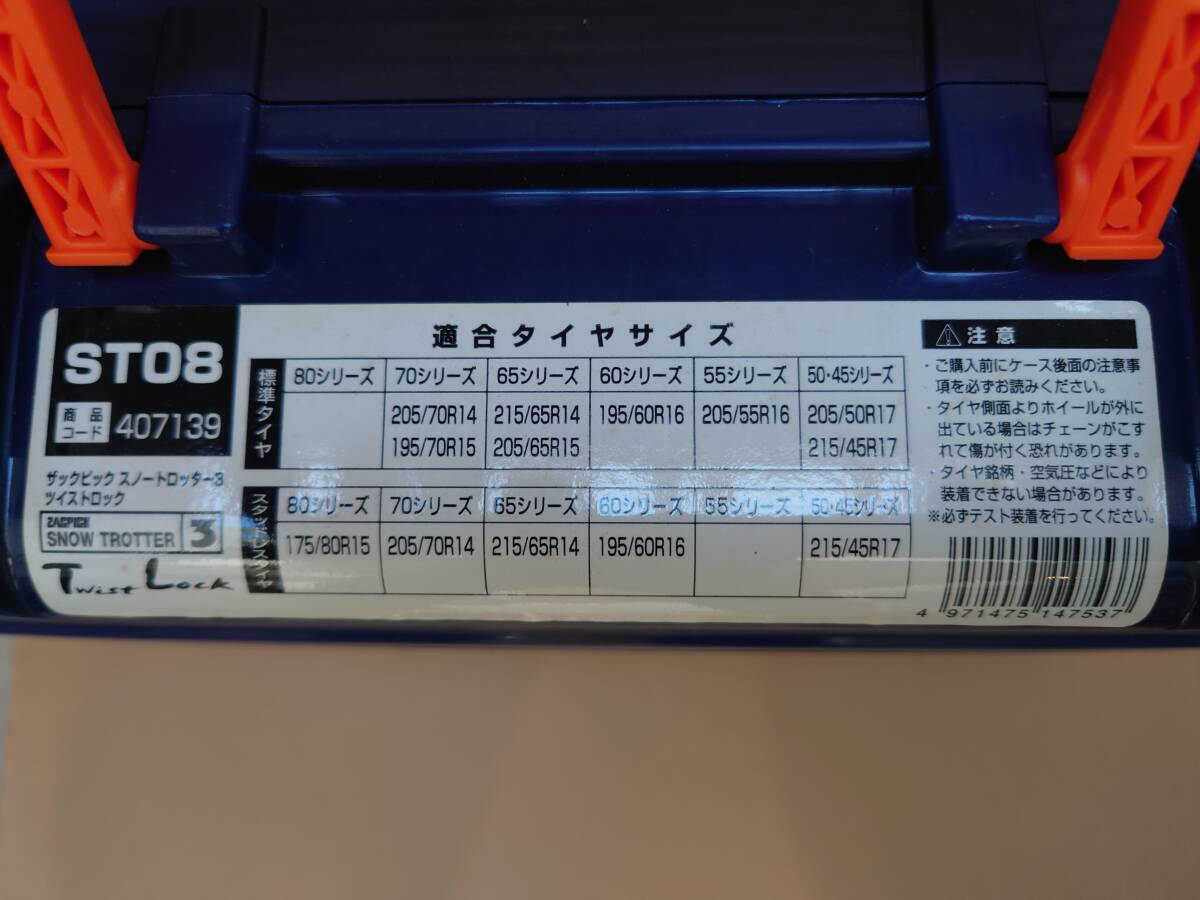 ST08
商品コード 407139
ザックピック スノートロッター3
ツイストロック
ZACPICK
SNOW TROTTER 3
Twist Lock
適合タイヤサイズ
標準タイヤ
80シリーズ 70シリーズ 65シリーズ 60シリーズ 55シリーズ 50・45シリーズ
205/70R14 215/65R14 195/60R16 205/55R16 205/50R17
195/70R15 205/65R15 215/45R17
スタッドレスタイヤ
80シリーズ 70シリーズ 65シリーズ 60シリーズ 55シリーズ 50・45シリーズ
175/80R15 205/70R14 215/65R14 195/60R16 215/45R17
注意
・ご購入前にケース後面の注意事
項を必ずお読みください。
・タイヤ側面よりホイールが外に
出ている場合はチェーンがこす
れて傷が付く恐れがあります。
・タイヤ銘柄・空気圧などにより
装着できない場合があります。
※必ずテスト装着を行ってください。
4 971475 147537